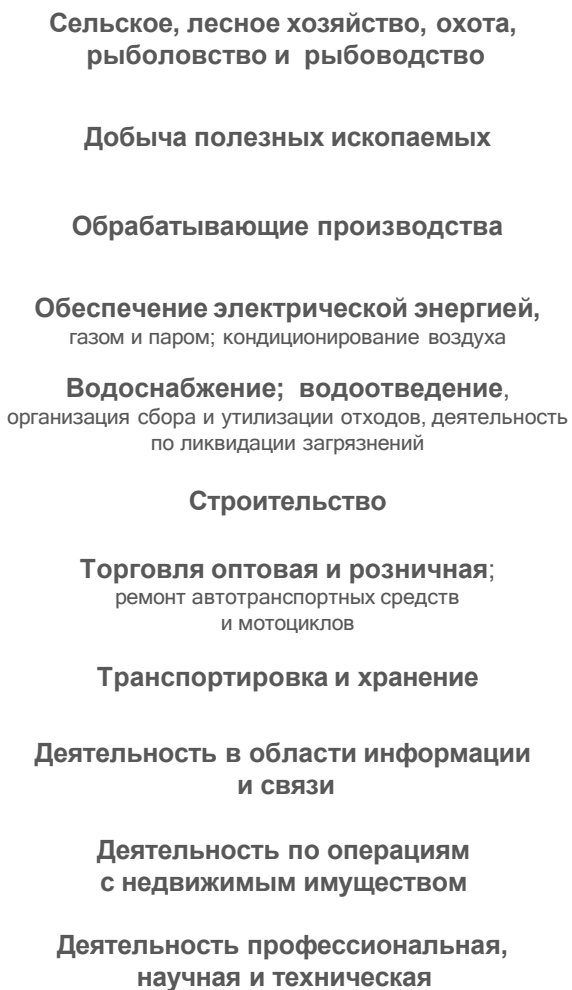 Сельское, лесное хозяйство, охота,
рыболовство и рыбоводство
Добыча полезных ископаемых
Обрабатывающие производства
Обеспечение электрической энергией,
газом и паром; кондиционирование воздуха
Водоснабжение; водоотведение,
организация сбора и утилизации отходов, деятельность
по ликвидации загрязнений
Строительство
Торговля оптовая и розничная;
ремонт автотранспортных средств
и мотоциклов
Транспортировка и хранение
Деятельность в области информации
и связи
Деятельность по операциям
с недвижимым имуществом
Деятельность профессиональная,
научная и техническая